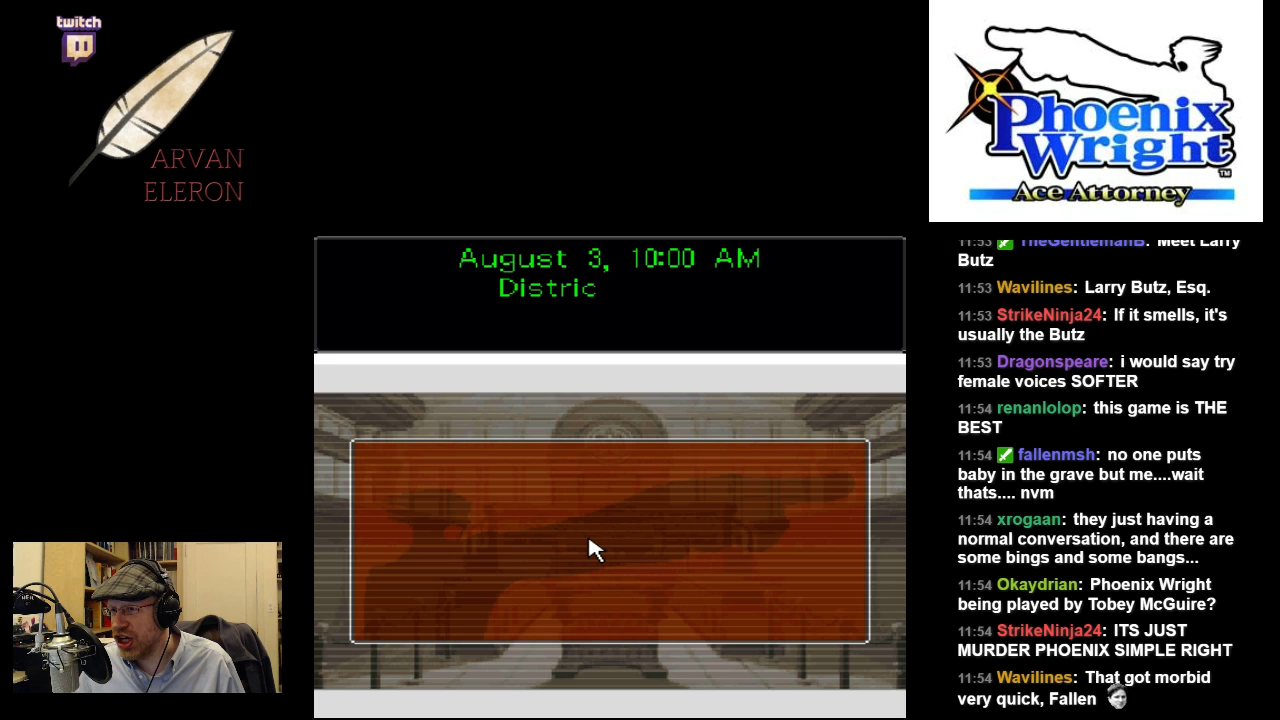 twitch
ARVAN
ELERON
Phoenix
Wright
TM
Ace Attorney
August 3, 10:00 AM
Distric
11:53 TheGentlemanB: Meet Larry
Butz
11:53 Wavilines: Larry Butz, Esq.
11:53 StrikeNinja24: If it smells, it's
usually the Butz
11:53 Dragonspeare: i would say try
female voices SOFTER
11:54 renanlolop: this game is THE
BEST
11:54 fallenmsh: no one puts
baby in the grave but me....wait
thats.... nvm
11:54 xrogaan: they just having a
normal conversation, and there are
some bings and some bangs...
11:54 Okaydrian: Phoenix Wright
being played by Tobey McGuire?
11:54 StrikeNinja24: ITS JUST
MURDER PHOENIX SIMPLE RIGHT
11:54 Wavilines: That got morbid
very quick, Fallen